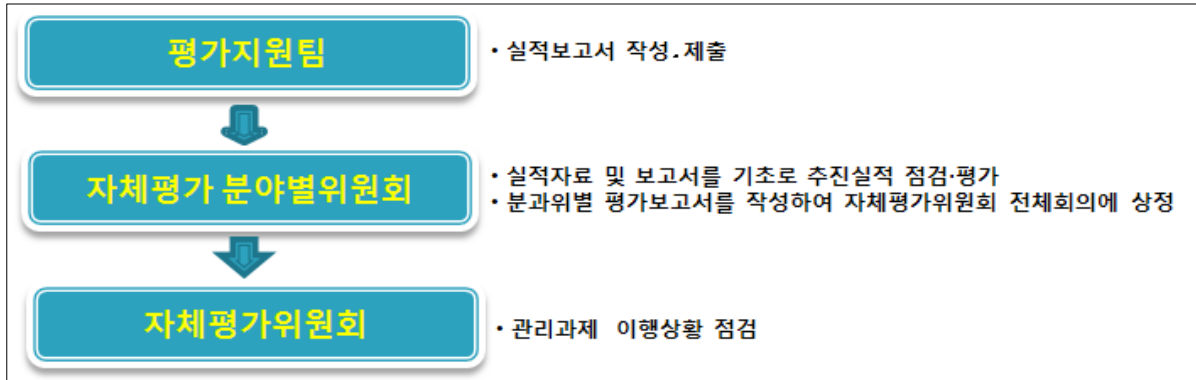 평가지원팀
• 실적보고서 작성.제출
자체평가 분야별위원회
• 실적자료 및 보고서를 기초로 추진실적 점검·평가
• 분과위별 평가보고서를 작성하여 자체평가위원회 전체회의에 상정
자체평가위원회
• 관리과제 이행상황 점검